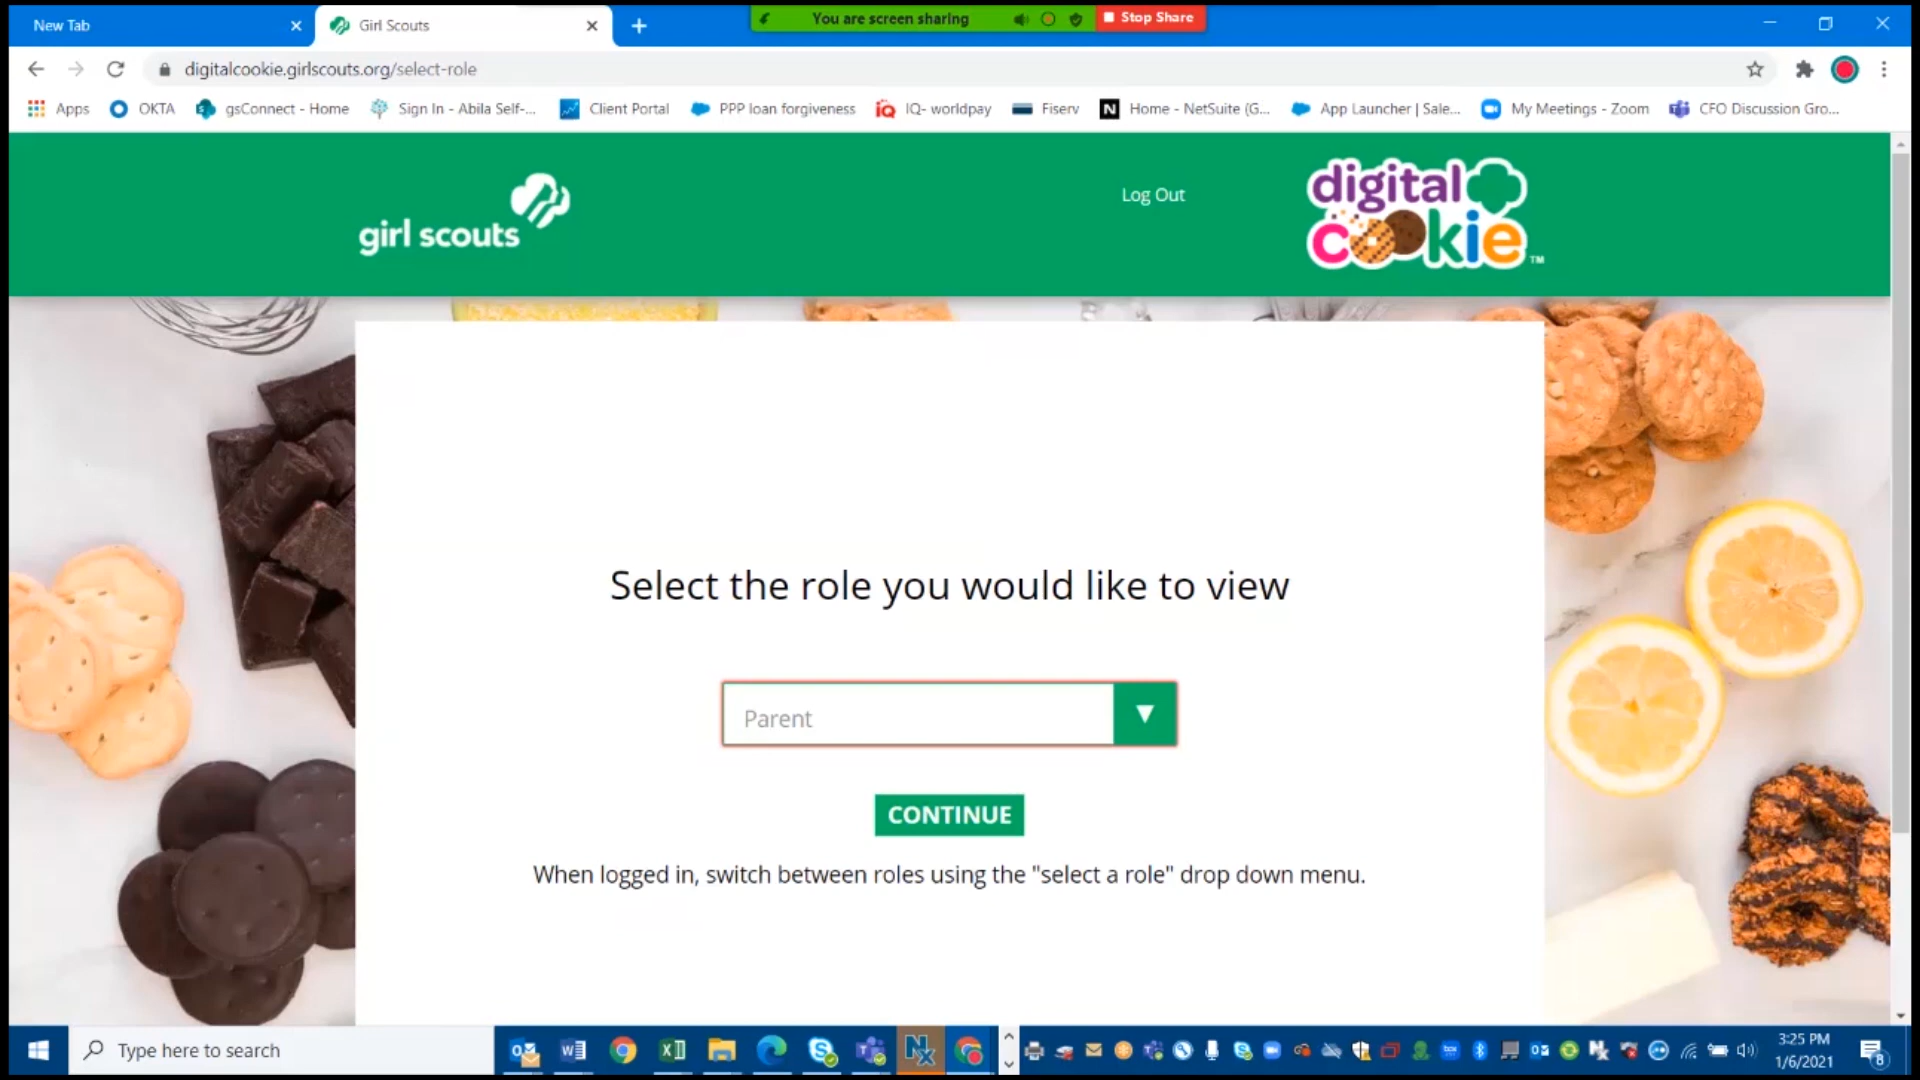 New Tab
Girl Scouts
You are screen sharing
Stop Share
digitalcookie.girlscouts.org/select-role
Apps
OKTA
gsConnect - Home
Sign In - Abila Self-...
Client Portal
PPP loan forgiveness
IQ- worldpay
Fiserv
Home - NetSuite (G...
App Launcher | Sale...
My Meetings - Zoom
CFO Discussion Gro...
girl scouts
Log Out
digital
cookie TM
Select the role you would like to view
Parent
CONTINUE
When logged in, switch between roles using the "select a role" drop down menu.
Type here to search
3:25 PM
1/6/2021
8